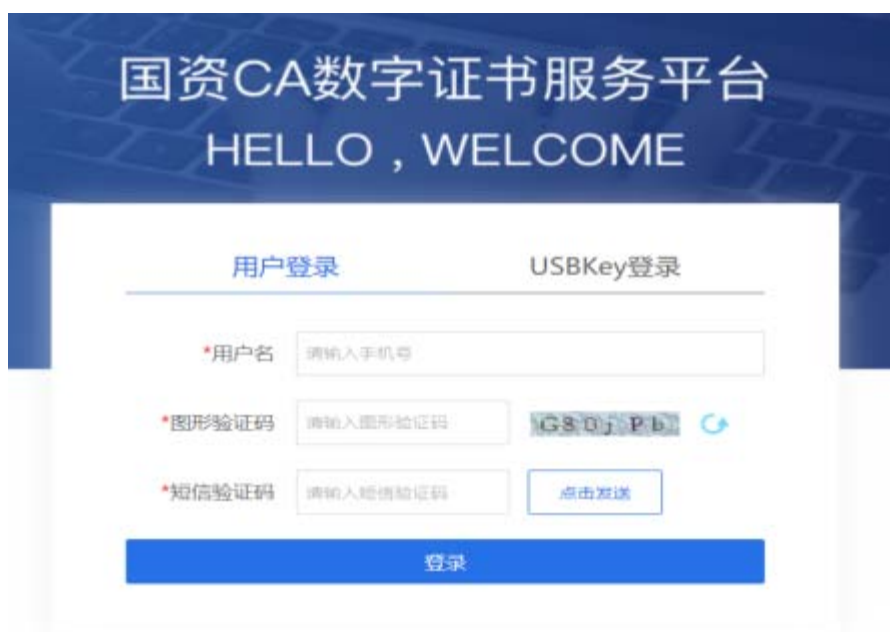 国资CA数字证书服务平台
HELLO , WELCOME
用户登录 USBKey登录
*用户名 请输入手机号
*图形验证码 请输入图形验证码 G80jPb
*短信验证码 请输入短信验证码 点击发送
登录